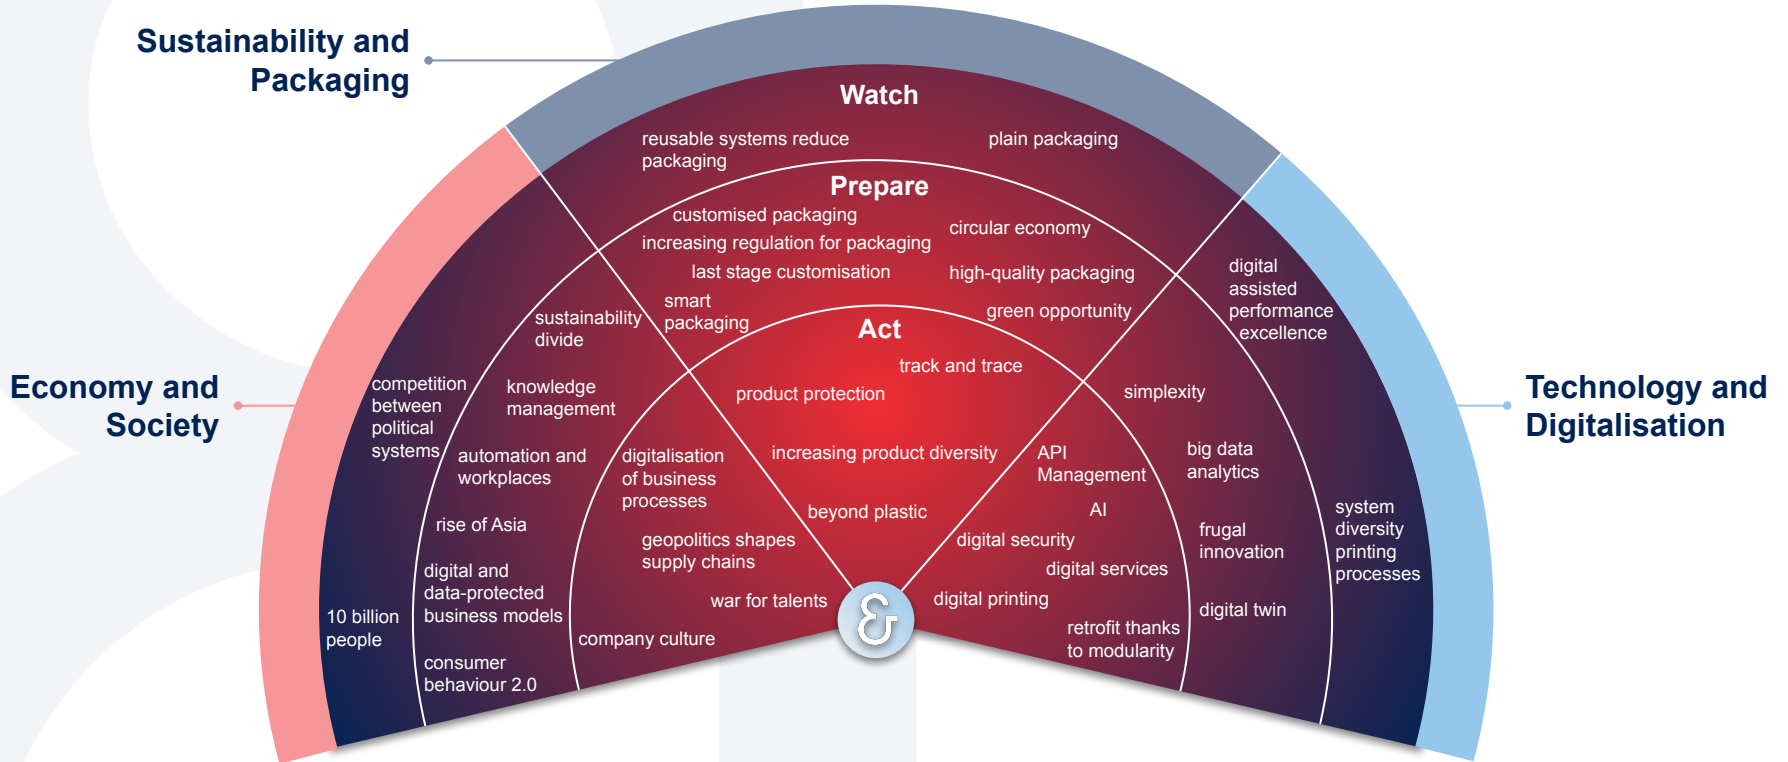 Sustainability and
Packaging
Watch
reusable systems reduce
packaging
plain packaging
Prepare
customised packaging
increasing regulation for packaging
last stage customisation
smart
packaging
circular economy
high-quality packaging
green opportunity
Act
track and trace
product protection
increasing product diversity
beyond plastic
Economy and
Society
competition
between
political
systems
10 billion
people
sustainability
divide
knowledge
management
automation and
workplaces
rise of Asia
digital and
data-protected
business models
consumer
behaviour 2.0
digitalisation
of business
processes
geopolitics shapes
supply chains
war for talents
company culture
&
Technology and
Digitalisation
digital
assisted
performance
excellence
system
diversity
printing
processes
simplexity
big data
analytics
frugal
innovation
digital twin
API
Management
AI
digital security
digital services
digital printing
retrofit thanks
to modularity